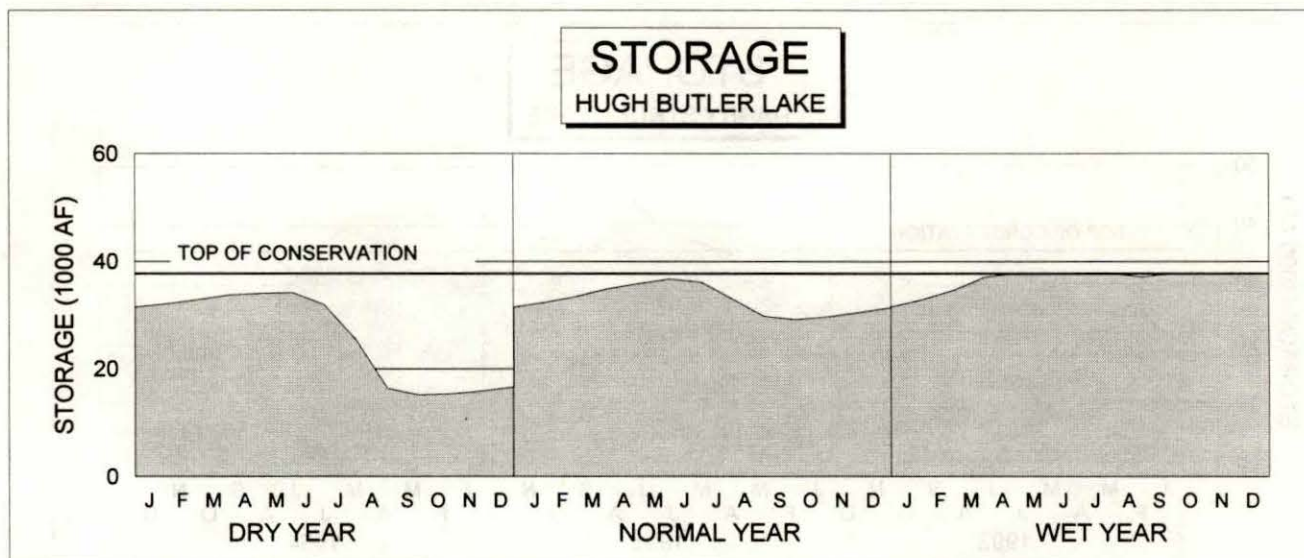 STORAGE
HUGH BUTLER LAKE
STORAGE (1000 AF)
60
40
20
0
TOP OF CONSERVATION
J F M A M J J A S O N D J F M A M J J A S O N D J F M A M J J A S O N D
DRY YEAR NORMAL YEAR WET YEAR